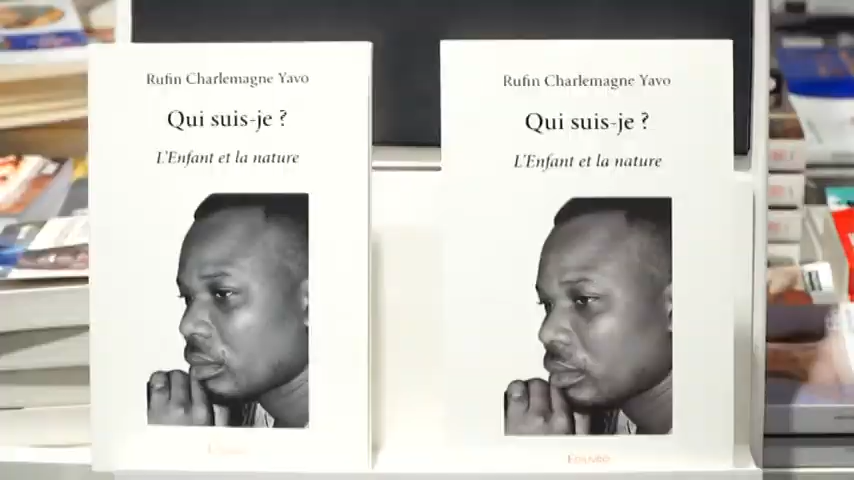 Rufin Charlemagne Yavo
Qui suis-je ?
L'Enfant et la nature
Rufin Charlemagne Yavo
Qui suis-je ?
L'Enfant et la nature